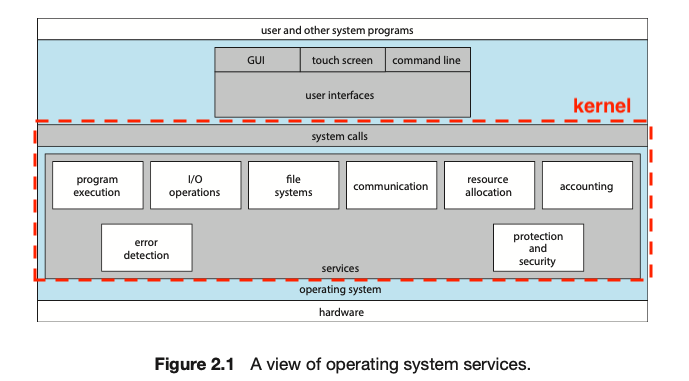 user and other system programs
GUI touch screen command line
user interfaces
kernel
system calls
program
execution
I/O
operations
file
systems
communication
resource
allocation
accounting
error
detection
protection
and
security
services
operating system
hardware
Figure 2.1 A view of operating system services.